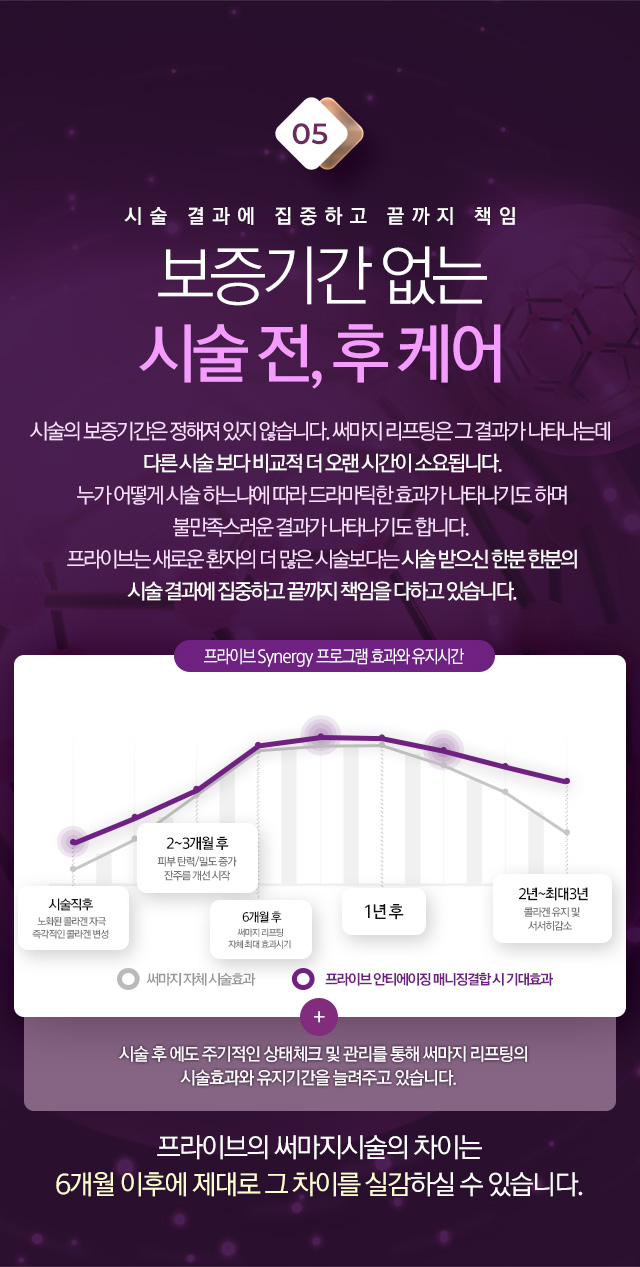 05
시술 결과에 집중하고 끝까지 책임
보증기간 없는
시술 전, 후 케어
시술의 보증기간은 정해져 있지 않습니다. 써마지 리프팅은 그 결과가 나타나는데
다른 시술 보다 비교적 더 오랜 시간이 소요됩니다.
누가 어떻게 시술 하느냐에 따라 드라마틱한 효과가 나타나기도 하며
불만족스러운 결과가 나타나기도 합니다.
프라이브는 새로운 환자의 더 많은 시술보다는 시술 받으신 한분 한분의
시술 결과에 집중하고 끝까지 책임을 다하고 있습니다.
프라이브 Synergy 프로그램 효과와 유지시간
시술직후
노화된 콜라겐 자극
즉각적인 콜라겐 변성
2~3개월 후
피부 탄력/밀도 증가
잔주름 개선 시작
6개월 후
써마지 리프팅
자체 최대 효과시기
1년 후
2년~최대3년
콜라겐 유지 및
서서히감소
써마지 자체 시술효과
프라이브 안티에이징 매니징결합 시 기대효과
+
시술 후 에도 주기적인 상태체크 및 관리를 통해 써마지 리프팅의
시술효과와 유지기간을 늘려주고 있습니다.
프라이브의 써마지시술의 차이는
6개월 이후에 제대로 그 차이를 실감하실 수 있습니다.